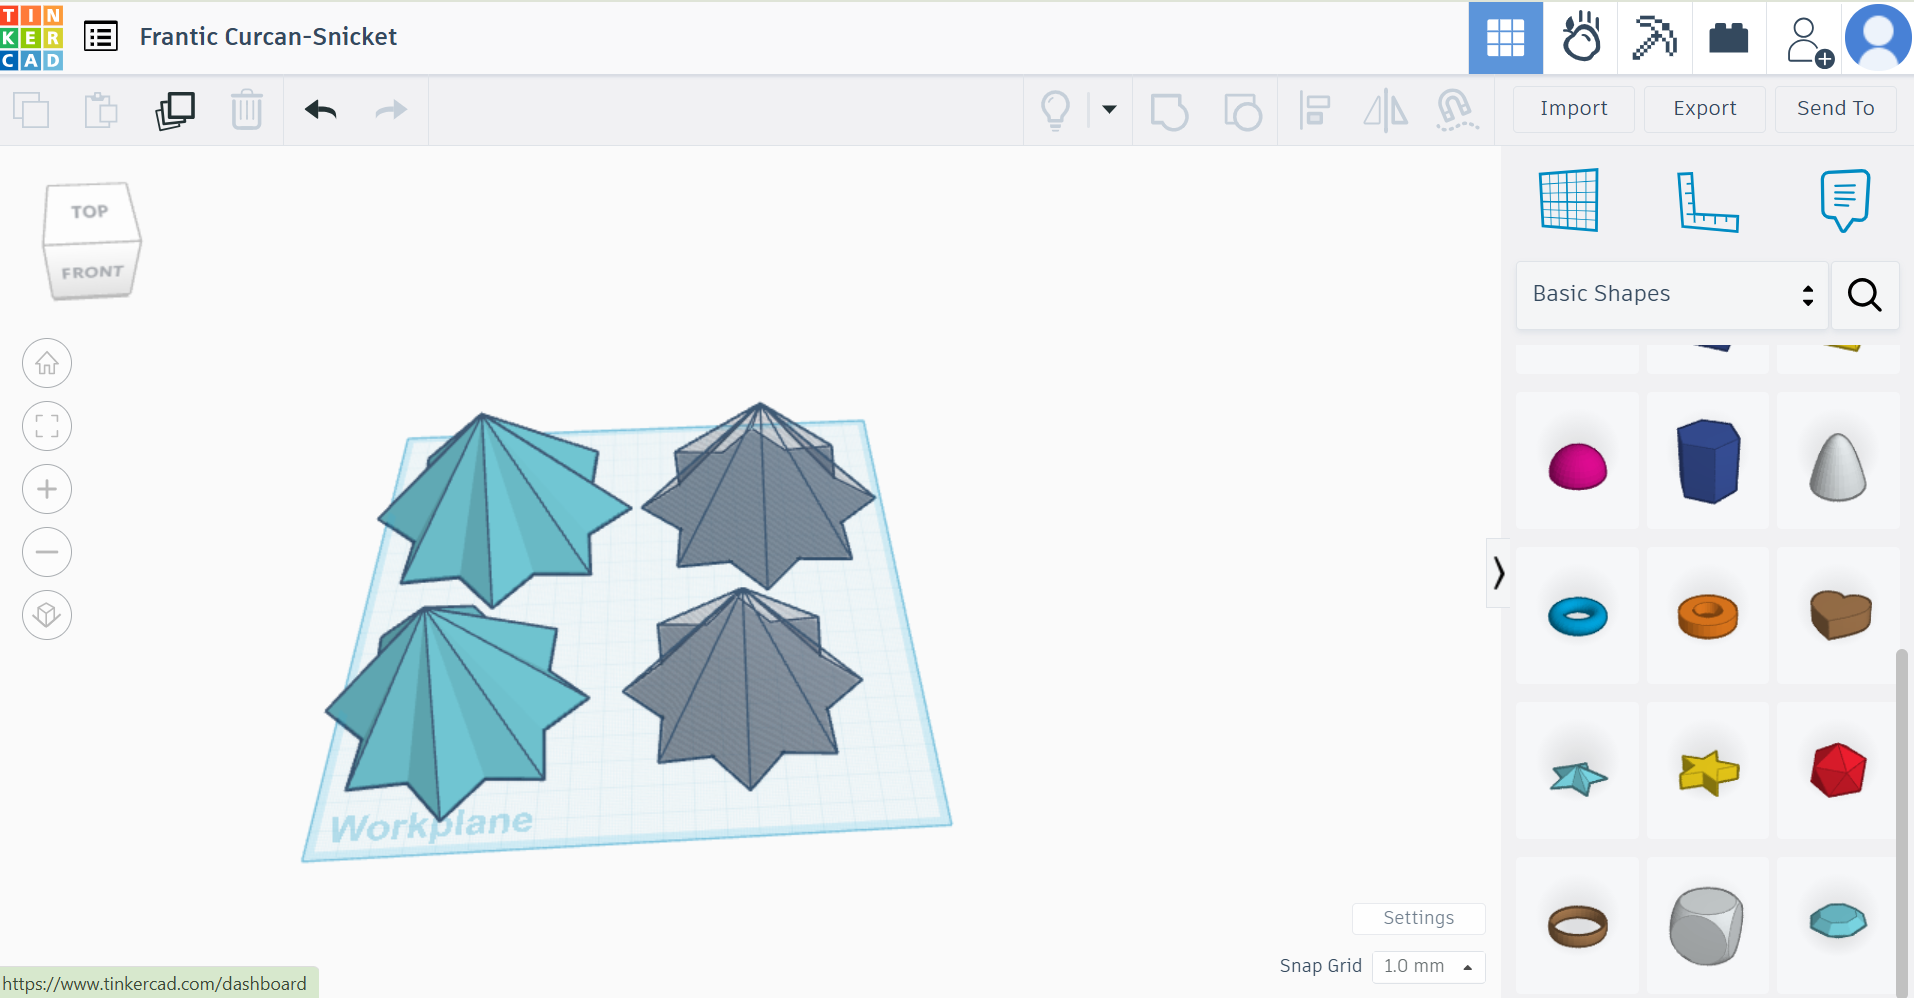 TIN
KER
CAD
Frantic Curcan-Snicket
Import
Export
Send To
TOP
FRONT
Basic Shapes
Workplane
Settings
Snap Grid 1.0 mm
https://www.tinkercad.com/dashboard